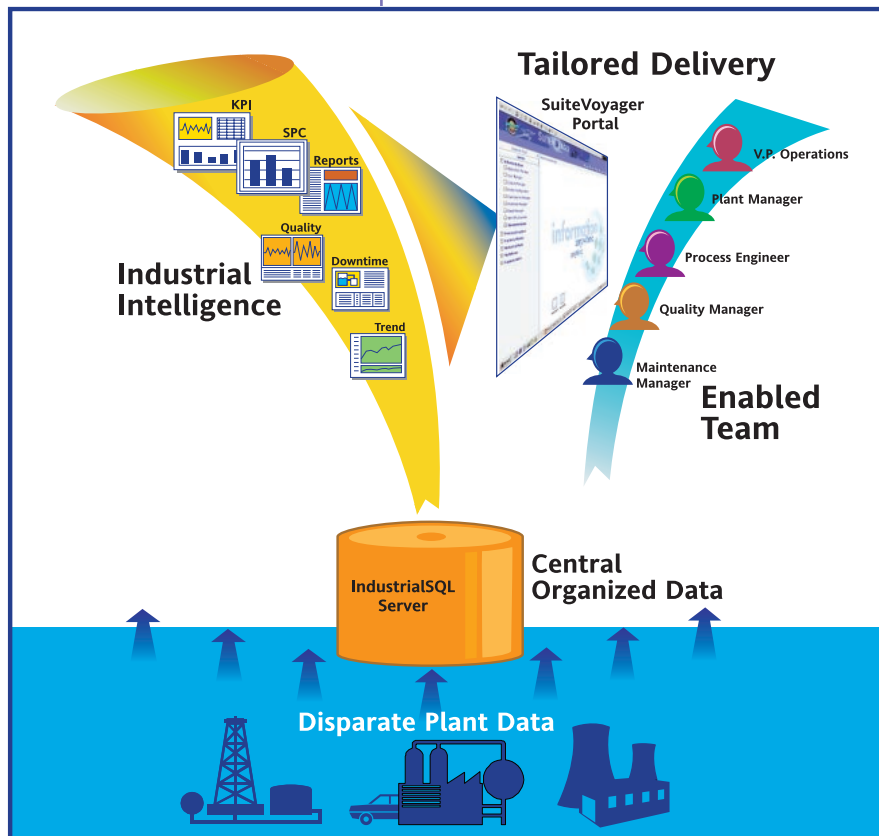 Tailored Delivery
SuiteVoyager
Portal
KPI
SPC
Reports
Quality
Downtime
Trend
Industrial
Intelligence
information
V.P. Operations
Plant Manager
Process Engineer
Quality Manager
Maintenance
Manager
Enabled
Team
IndustrialSQL
Server
Central
Organized Data
Disparate Plant Data